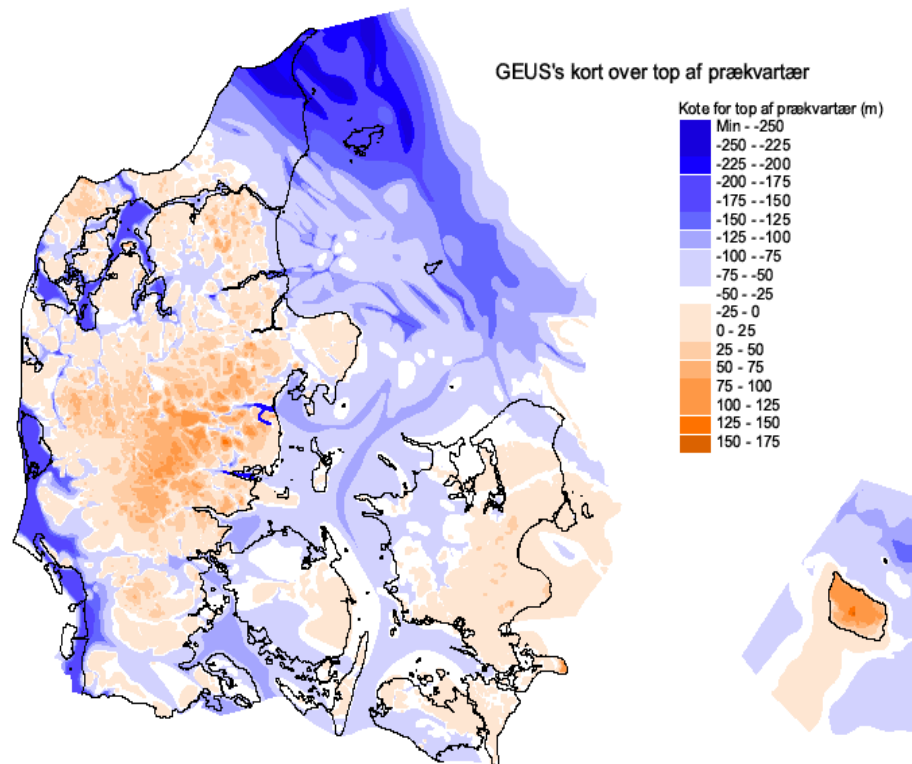 GEUS's kort over top af prækvartær
Kote for top af prækvartær (m)
Min - -250
-250 - -225
-225 - -200
-200 - -175
-175 - -150
-150 - -125
-125 - -100
-100 - -75
-75 - -50
-50 - -25
-25 - 0
0 - 25
25 - 50
50 - 75
75 - 100
100 - 125
125 - 150
150 - 175